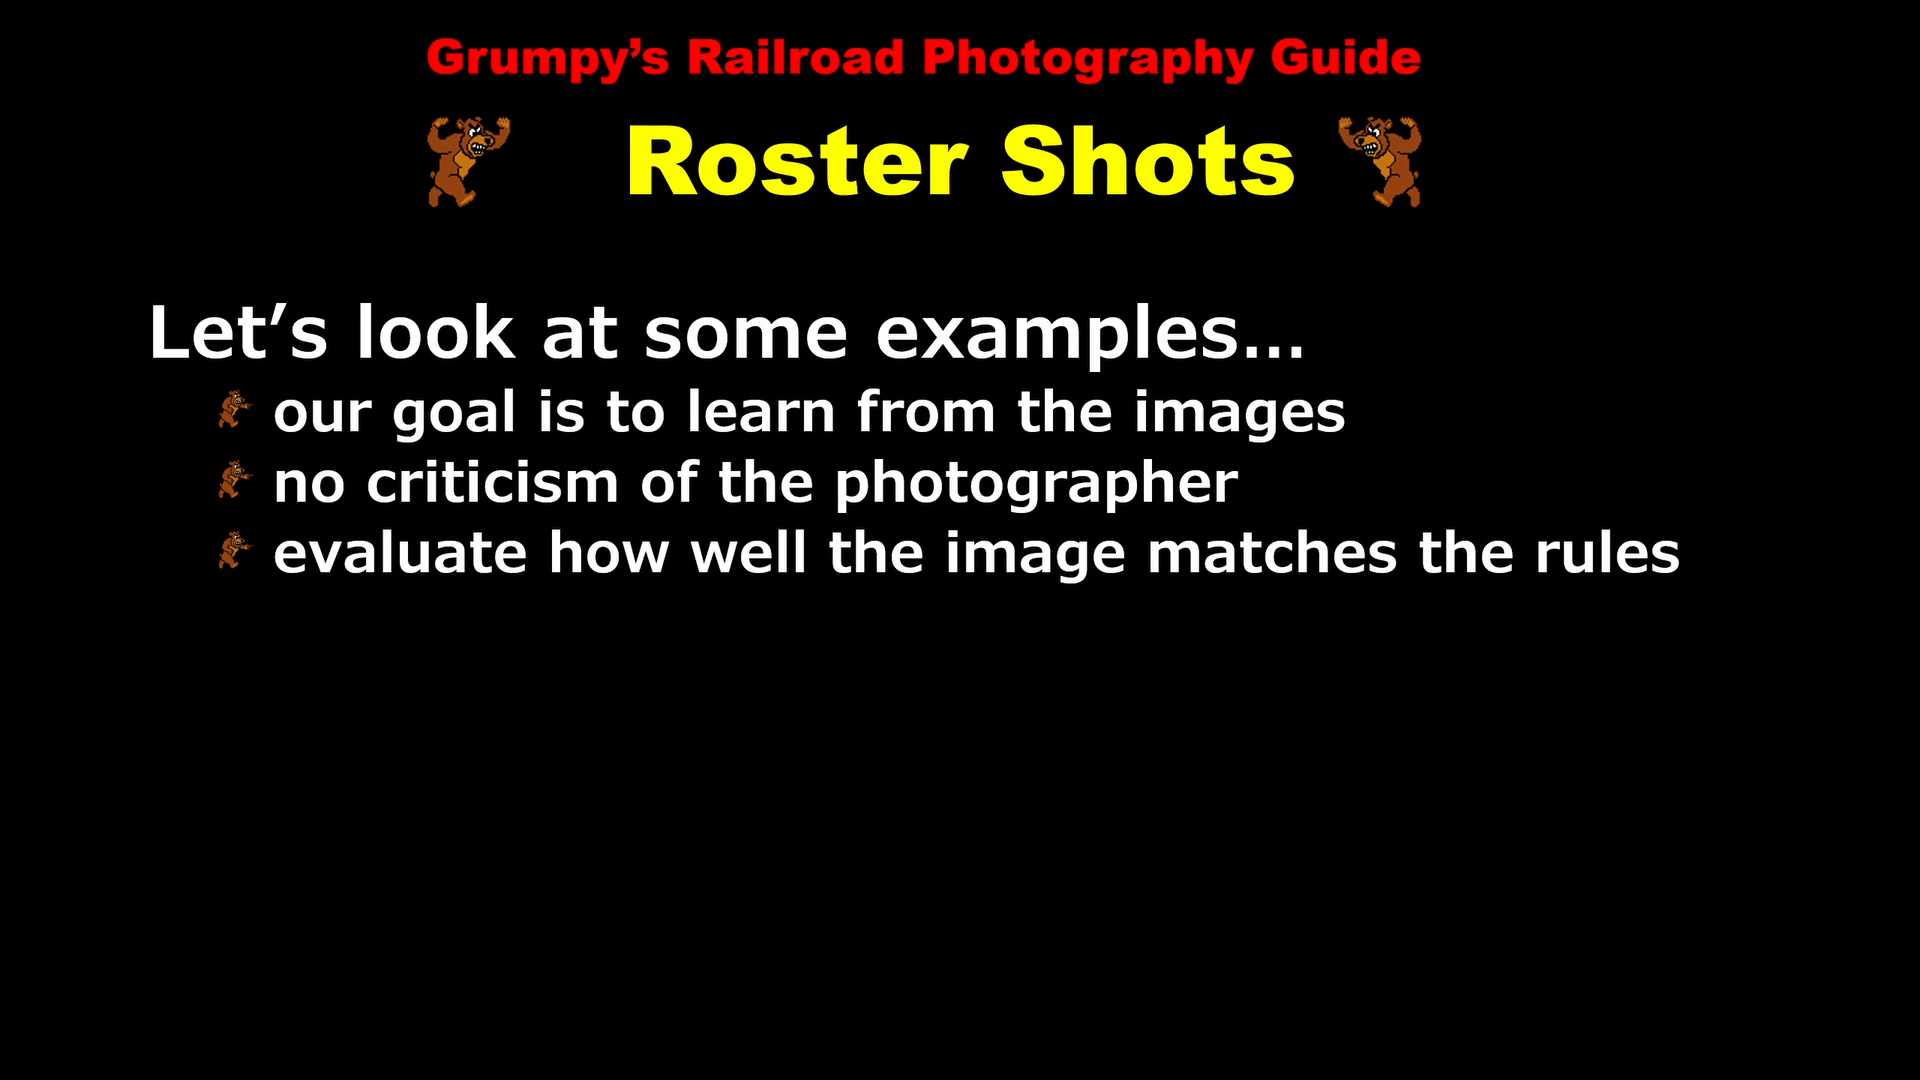 Grumpy’s Railroad Photography Guide
Roster Shots
Let’s look at some examples…
our goal is to learn from the images
no criticism of the photographer
evaluate how well the image matches the rules